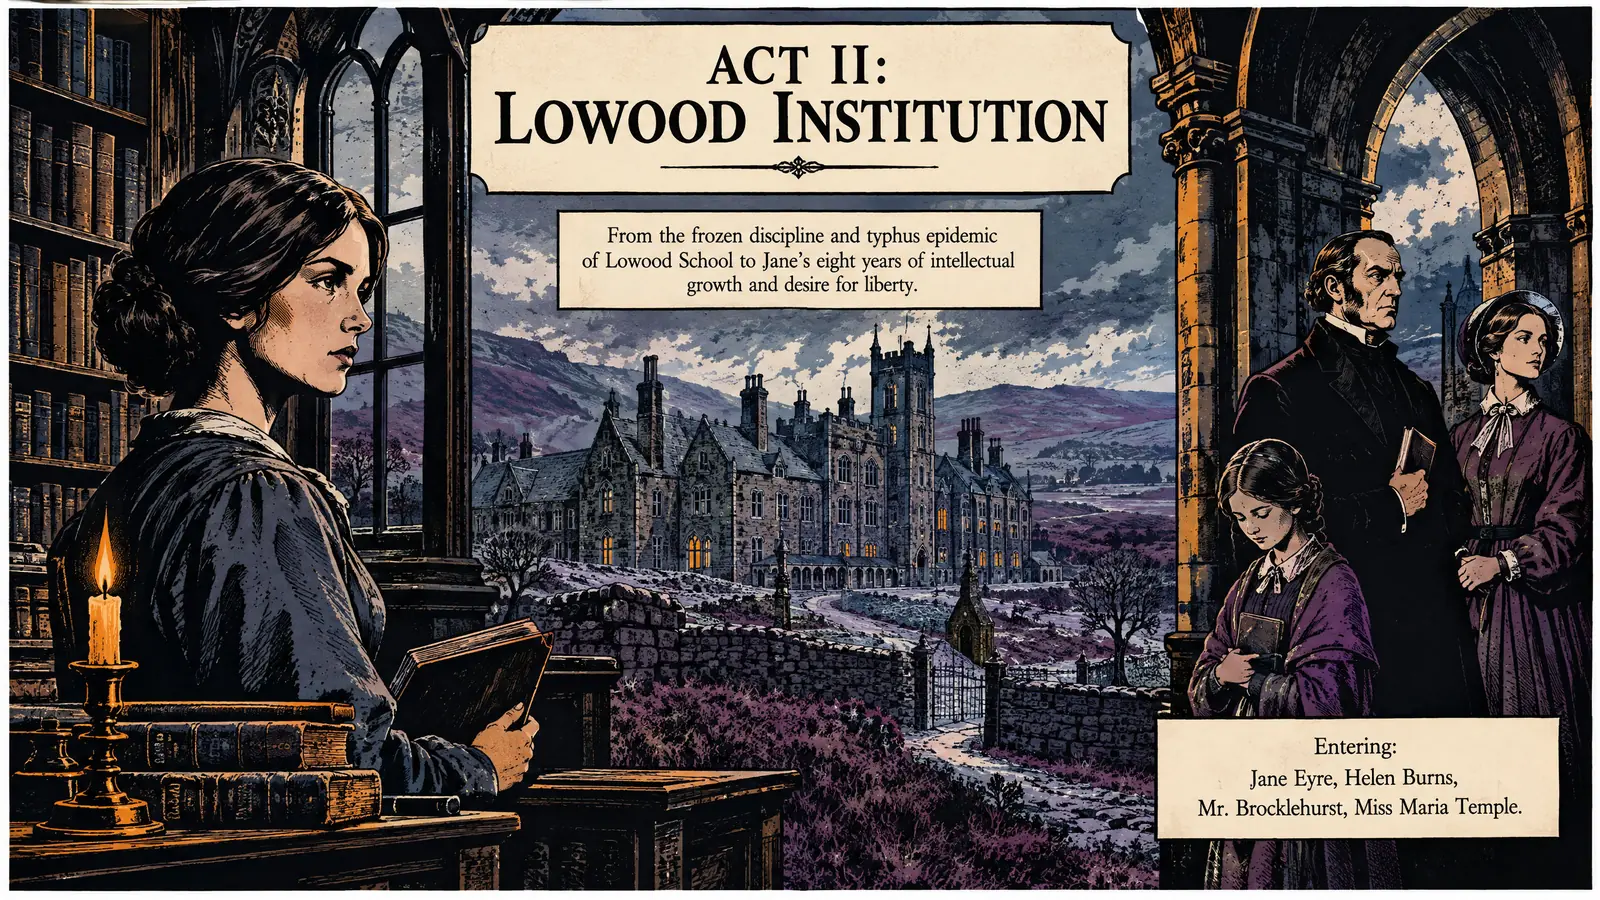 ACT II:
LOWOOD INSTITUTION
From the frozen discipline and typhus epidemic
of Lowood School to Jane's eight years of intellectual
growth and desire for liberty.
Entering:
Jane Eyre, Helen Burns,
Mr. Brocklehurst, Miss Maria Temple.